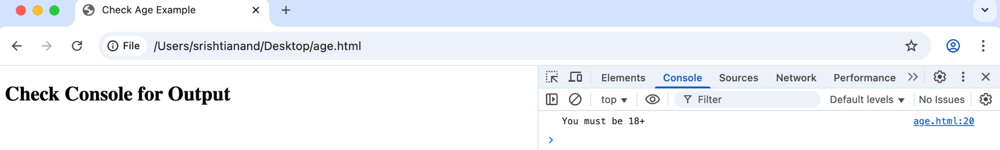 Check Age Example
File /Users/srishtianand/Desktop/age.html
Check Console for Output
Elements Console Sources Network Performance
top Filter Default levels No Issues
You must be 18+ age.html:20